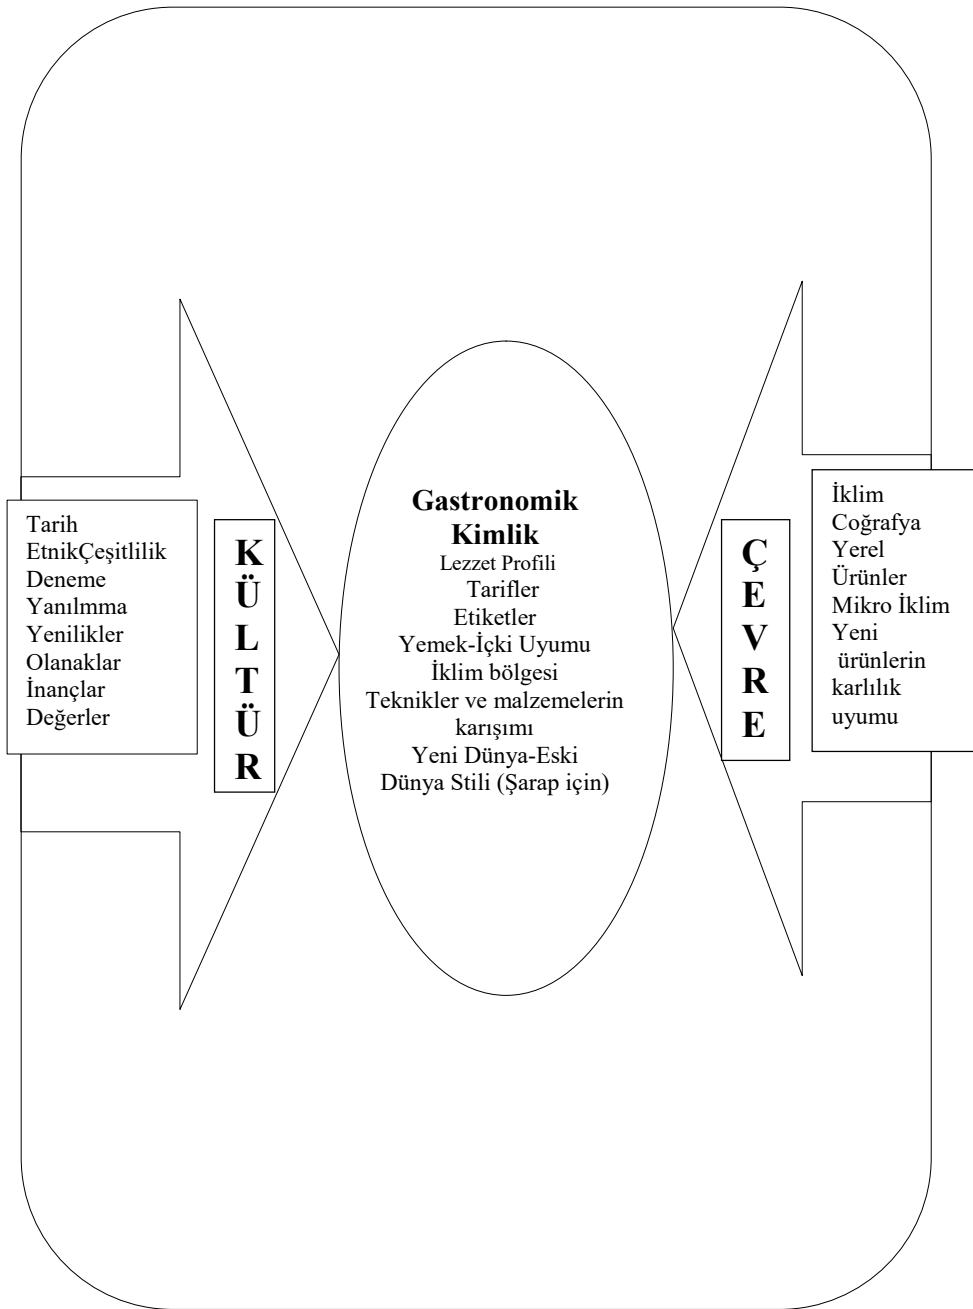 Tarih
EtnikÇeşitlilik
Deneme
Yanılmma
Yenilikler
Olanaklar
İnançlar
Değerler
K
Ü
L
T
Ü
R
Gastronomik
Kimlik
Lezzet Profili
Tarifler
Etiketler
Yemek-İçki Uyumu
İklim bölgesi
Teknikler ve malzemelerin
karışımı
Yeni Dünya-Eski
Dünya Stili (Şarap için)
Ç
E
V
R
E
İklim
Coğrafya
Yerel
Ürünler
Mikro İklim
Yeni
ürünlerin
karlılık
uyumu